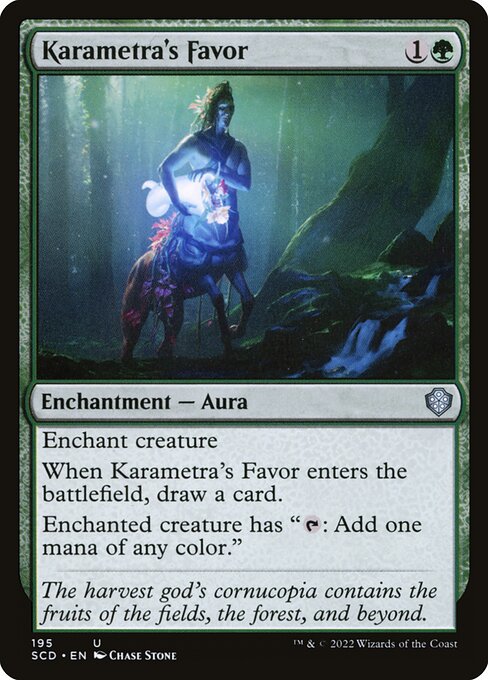 Karametra's Favor 1
Enchantment — Aura
Enchant creature
When Karametra's Favor enters the
battlefield, draw a card.
Enchanted creature has “: Add one
mana of any color.”
The harvest god's cornucopia contains the
fruits of the fields, the forest, and beyond.
195 U
™ & © 2022 Wizards of the Coast
SCD • EN Chase Stone